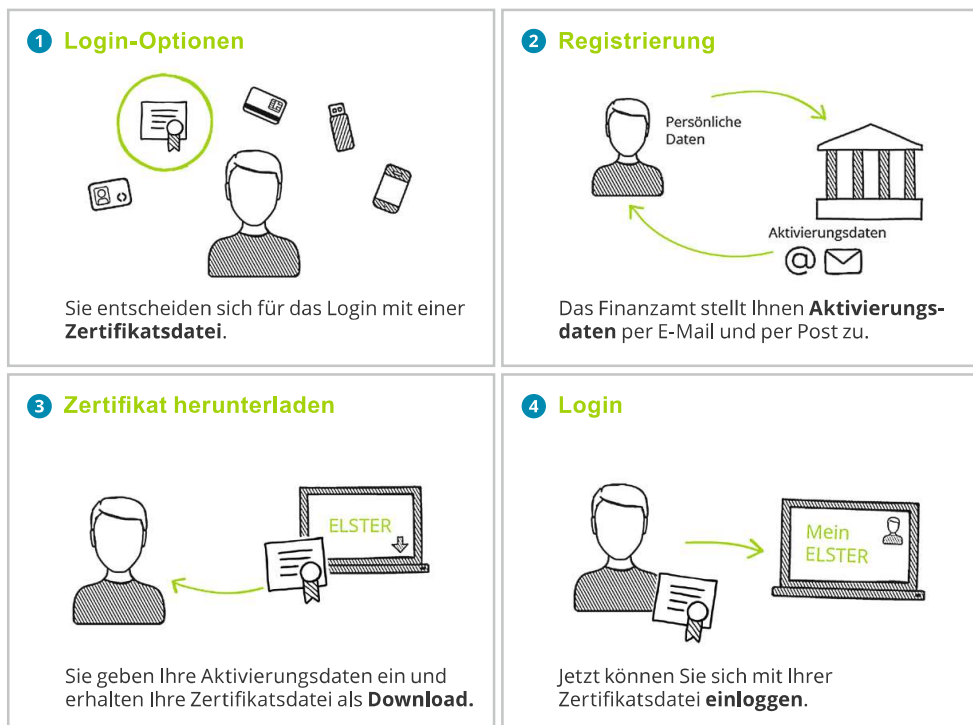 1 Login-Optionen
Sie entscheiden sich für das Login mit einer
Zertifikatsdatei.
2 Registrierung
Persönliche
Daten
Aktivierungsdaten
@
Das Finanzamt stellt Ihnen Aktivierungs-
daten per E-Mail und per Post zu.
3 Zertifikat herunterladen
ELSTER
Sie geben Ihre Aktivierungsdaten ein und
erhalten Ihre Zertifikatsdatei als Download.
4 Login
Mein
ELSTER
Jetzt können Sie sich mit Ihrer
Zertifikatsdatei einloggen.